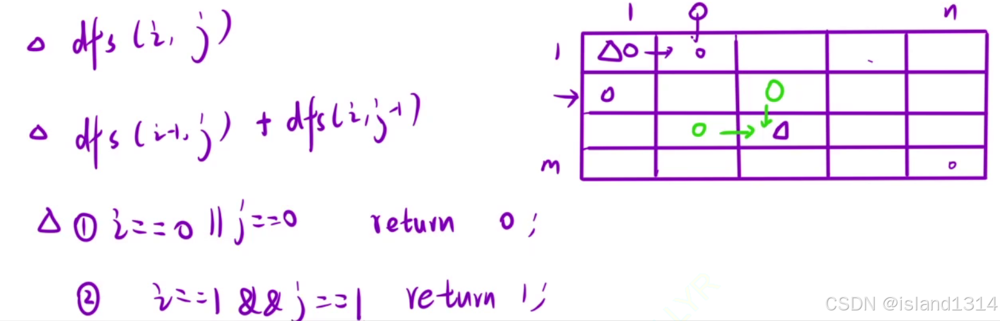 △ dfs (i, j)
△ dfs (i-1, j) + dfs(i, j-1)
△ ① i==0 || j==0 return 0;
② i==1 && j==1 return 1;
1 n
1
m
LYR
CSDN @island1314